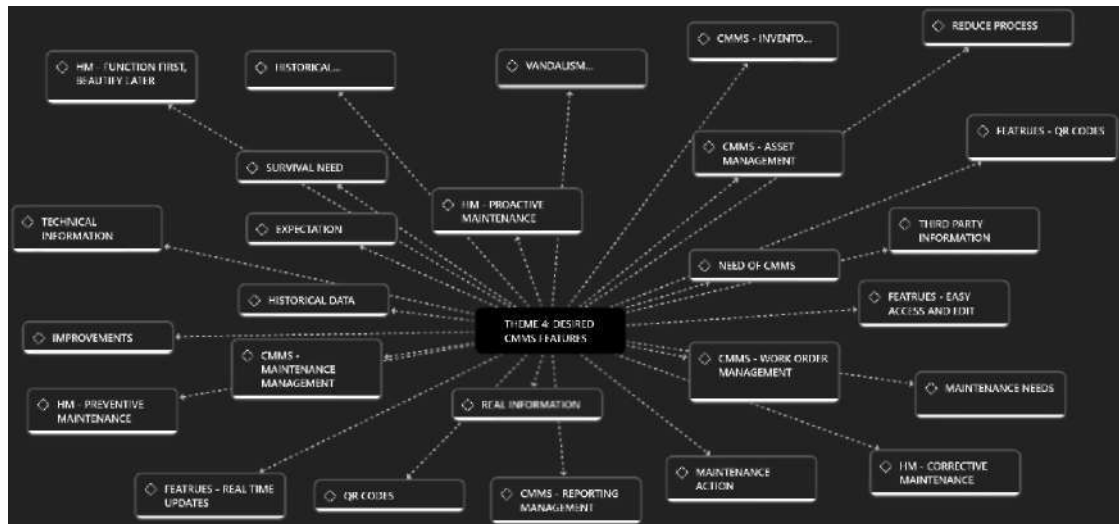 REDUCE PROCESS
CMMS - INVENTO...
HM - FUNCTION FIRST,
BEAUTIFY LATER
HISTORICAL...
VANDALISM...
FEATRUES - QR CODES
CMMS - ASSET
MANAGEMENT
SURVIVAL NEED
HM - PROACTIVE
MAINTENANCE
TECHNICAL
INFORMATION
EXPECTATION
THIRD PARTY
INFORMATION
NEED OF CMMS
HISTORICAL DATA
FEATRUES - EASY
ACCESS AND EDIT
THEME 4: DESIRED
CMMS FEATURES
IMPROVEMENTS
CMMS -
MAINTENANCE
MANAGEMENT
CMMS - WORK ORDER
MANAGEMENT
MAINTENANCE NEEDS
HM - PREVENTIVE
MAINTENANCE
REAL INFORMATION
HM - CORRECTIVE
MAINTENANCE
MAINTENANCE
ACTION
FEATRUES - REAL TIME
UPDATES
QR CODES
CMMS - REPORTING
MANAGEMENT